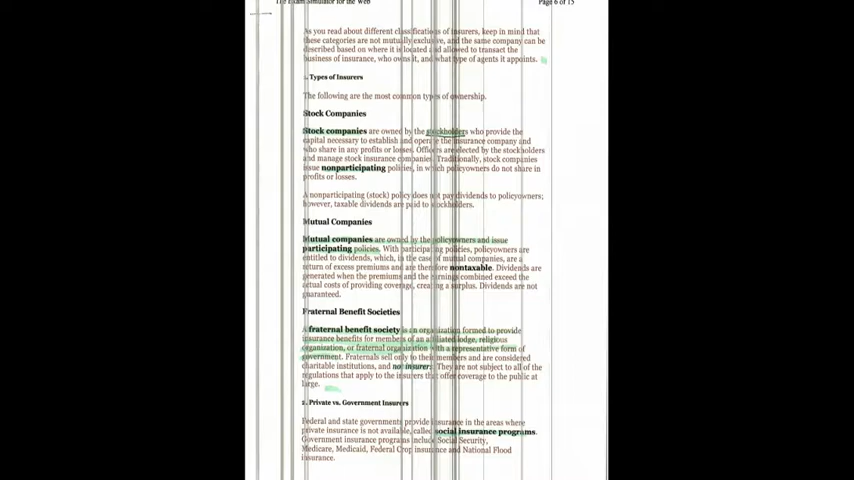 The Exam Simulator for the Web
Page 6 of 15
As you read about different classifications of insurers, keep in mind that
these categories are not mutually exclusive, and the same company can be
described based on where it is located and allowed to transact the
business of insurance, who owns it, and what type of agents it appoints.
1. Types of Insurers
The following are the most common types of ownership.
Stock Companies
Stock companies are owned by the stockholders who provide the
capital necessary to establish and operate the insurance company and
who share in any profits or losses. Officers are elected by the stockholders
and manage stock insurance companies. Traditionally, stock companies
issue nonparticipating policies, in which policyowners do not share in
profits or losses.
A nonparticipating (stock) policy does not pay dividends to policyowners;
however, taxable dividends are paid to stockholders.
Mutual Companies
Mutual companies are owned by the policyowners and issue
participating policies. With participating policies, policyowners are
entitled to dividends, which, in the case of mutual companies, are a
return of excess premiums and are therefore nontaxable. Dividends are
generated when the premiums and the earnings combined exceed the
actual costs of providing coverage, creating a surplus. Dividends are not
guaranteed.
Fraternal Benefit Societies
A fraternal benefit society is an organization formed to provide
insurance benefits for members of an affiliated lodge, religious
organization, or fraternal organization with a representative form of
government. Fraternals sell only to their members and are considered
charitable institutions, and not insurers. They are not subject to all of the
regulations that apply to the insurers that offer coverage to the public at
large.
2. Private vs. Government Insurers
Federal and state governments provide insurance in the areas where
private insurance is not available, called social insurance programs.
Government insurance programs include Social Security,
Medicare, Medicaid, Federal Crop insurance and National Flood
insurance.